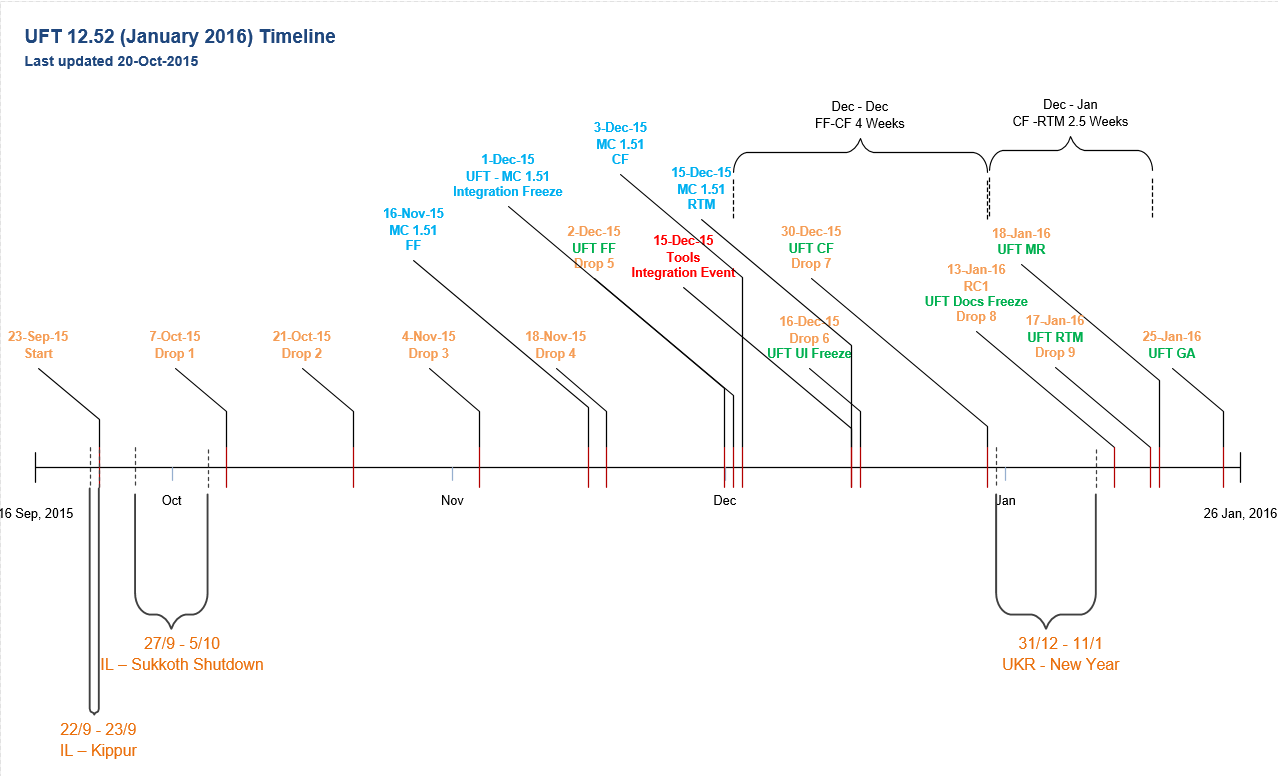 UFT 12.52 (January 2016) Timeline
Last updated 20-Oct-2015
Dec - Dec
FF-CF 4 Weeks
Dec - Jan
CF -RTM 2.5 Weeks
3-Dec-15
MC 1.51
CF
1-Dec-15
UFT - MC 1.51
Integration Freeze
15-Dec-15
MC 1.51
RTM
16-Nov-15
MC 1.51
FF
2-Dec-15
UFT FF
Drop 5
15-Dec-15
Tools
Integration Event
30-Dec-15
UFT CF
Drop 7
18-Jan-16
UFT MR
13-Jan-16
RC1
UFT Docs Freeze
Drop 8
23-Sep-15
Start
7-Oct-15
Drop 1
21-Oct-15
Drop 2
4-Nov-15
Drop 3
18-Nov-15
Drop 4
16-Dec-15
Drop 6
UFT UI Freeze
17-Jan-16
UFT RTM
Drop 9
25-Jan-16
UFT GA
Oct
Nov
Dec
Jan
16 Sep, 2015
26 Jan, 2016
27/9 - 5/10
IL – Sukkoth Shutdown
31/12 - 11/1
UKR - New Year
22/9 - 23/9
IL – Kippur